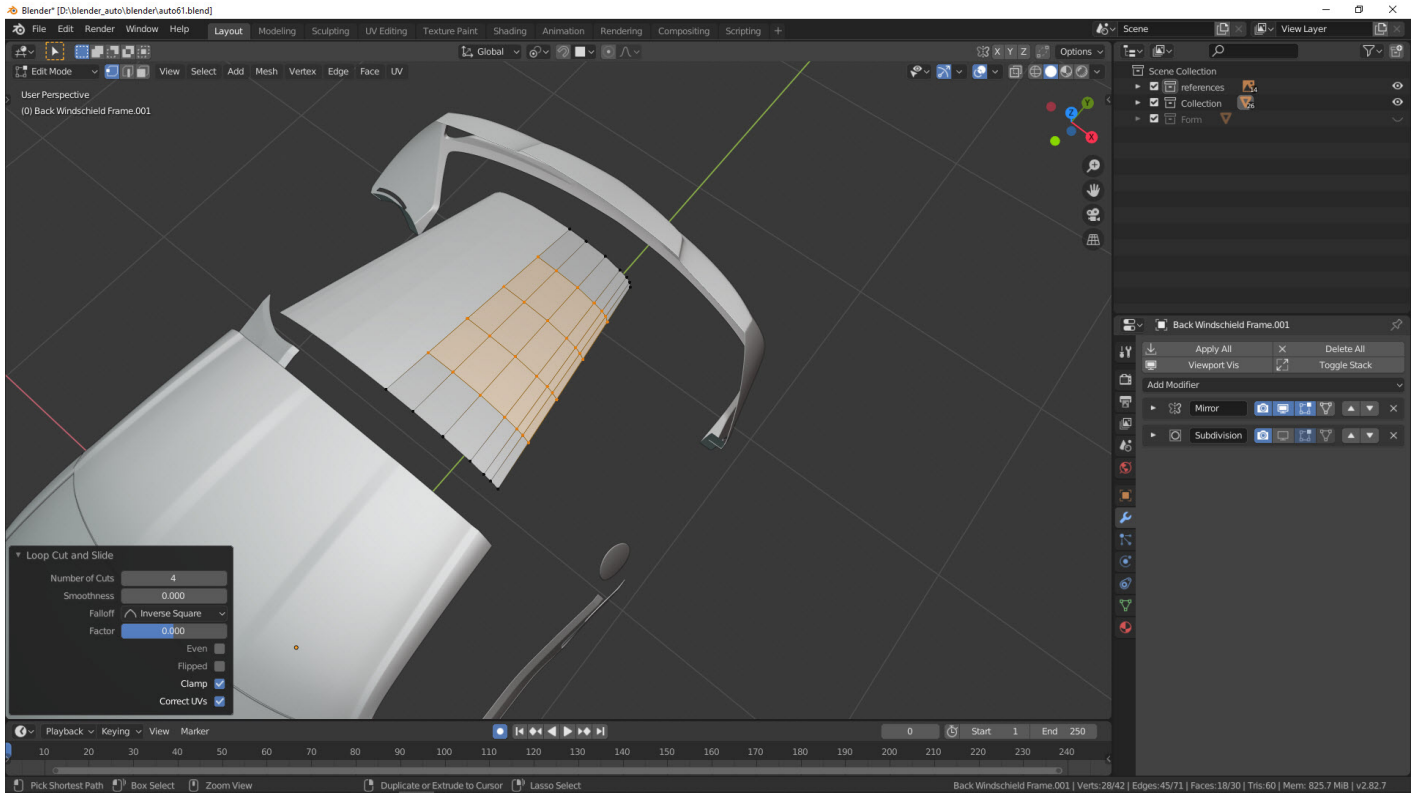 Blender* [D:\blender_auto\blender\auto61.blend]
File Edit Render Window Help Layout Modeling Sculpting UV Editing Texture Paint Shading Animation Rendering Compositing Scripting + Scene View Layer
Global X Y Z Options
Edit Mode View Select Add Mesh Vertex Edge Face UV
User Perspective
(0) Back Windschield Frame.001
Y
Z
X
Scene Collection
references 14
Collection 26
Form
Back Windschield Frame.001
Apply All Delete All
Viewport Vis Toggle Stack
Add Modifier
Mirror
Subdivision
Loop Cut and Slide
Number of Cuts 4
Smoothness 0.000
Falloff Inverse Square
Factor 0.000
Even
Flipped
Clamp
Correct UVs
Playback Keying View Marker 0 Start 1 End 250
10 20 30 40 50 60 70 80 90 100 110 120 130 140 150 160 170 180 190 200 210 220 230 240
Pick Shortest Path Box Select Zoom View Duplicate or Extrude to Cursor Lasso Select Back Windschield Frame.001 | Verts:28/42 | Edges:45/71 | Faces:18/30 | Tris:60 | Mem: 825.7 MiB | v2.82.7